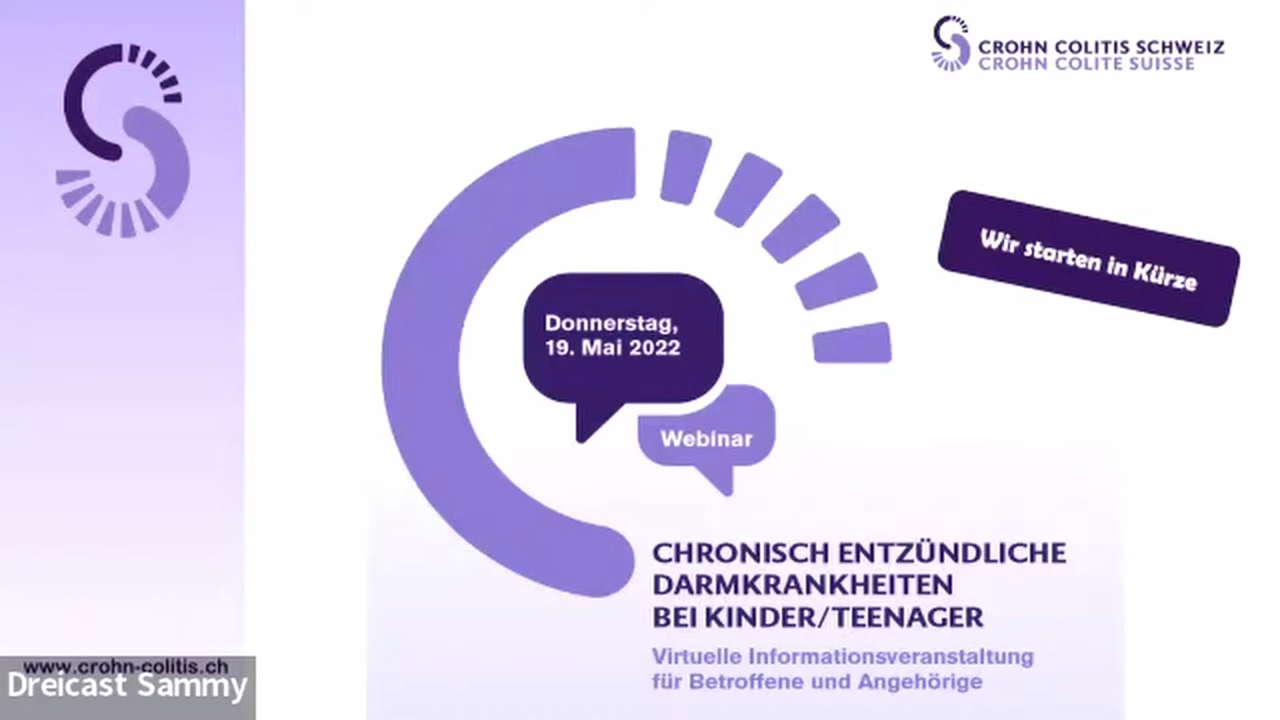 CROHN COLITIS SCHWEIZ
CROHN COLITE SUISSE
Wir starten in Kürze
Donnerstag,
19. Mai 2022
Webinar
CHRONISCH ENTZÜNDLICHE
DARMKRANKHEITEN
BEI KINDER/TEENAGER
Virtuelle Informationsveranstaltung
für Betroffene und Angehörige
www.crohn-colitis.ch
Dreicast Sammy